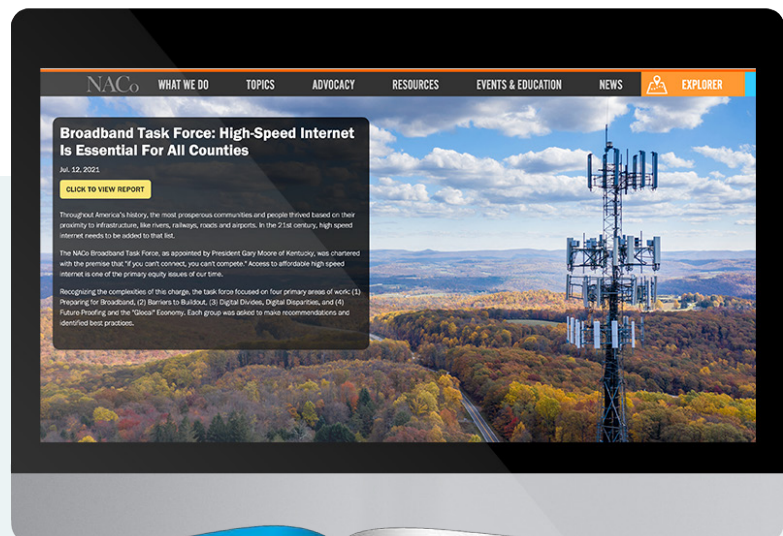 NACo WHAT WE DO TOPICS ADVOCACY RESOURCES EVENTS & EDUCATION NEWS EXPLORER
Broadband Task Force: High-Speed Internet
Is Essential For All Counties
Jul. 12, 2021
CLICK TO VIEW REPORT
Throughout America's history, the most prosperous communities and people thrived based on their
proximity to infrastructure, like rivers, railways, roads and airports. In the 21st century, high speed
internet needs to be added to that list.
The NACo Broadband Task Force, as appointed by President Gary Moore of Kentucky, was chartered
with the premise that "if you can't connect, you can't compete." Access to affordable high speed
internet is one of the primary equity issues of our time.
Recognizing the complexities of this charge, the task force focused on four primary areas of work: (1)
Preparing for Broadband, (2) Barriers to Buildout, (3) Digital Divides, Digital Disparities, and (4)
Future-Proofing and the "Glocal" Economy. Each group was asked to make recommendations and
identified best practices.